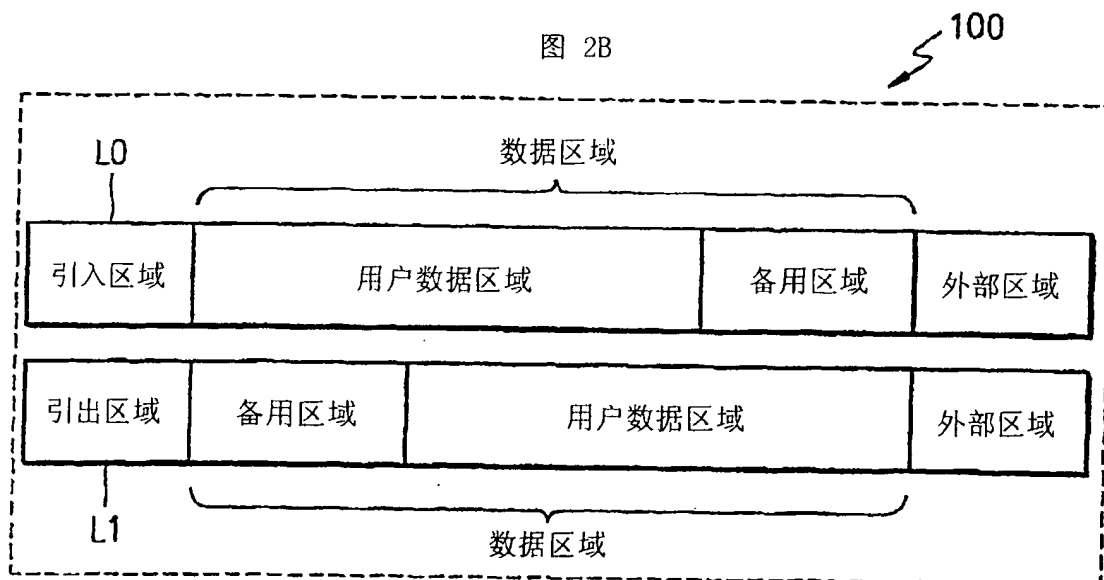 图 2B
100
数据区域
L0
引入区域 用户数据区域 备用区域 外部区域
引出区域 备用区域 用户数据区域 外部区域
L1
数据区域